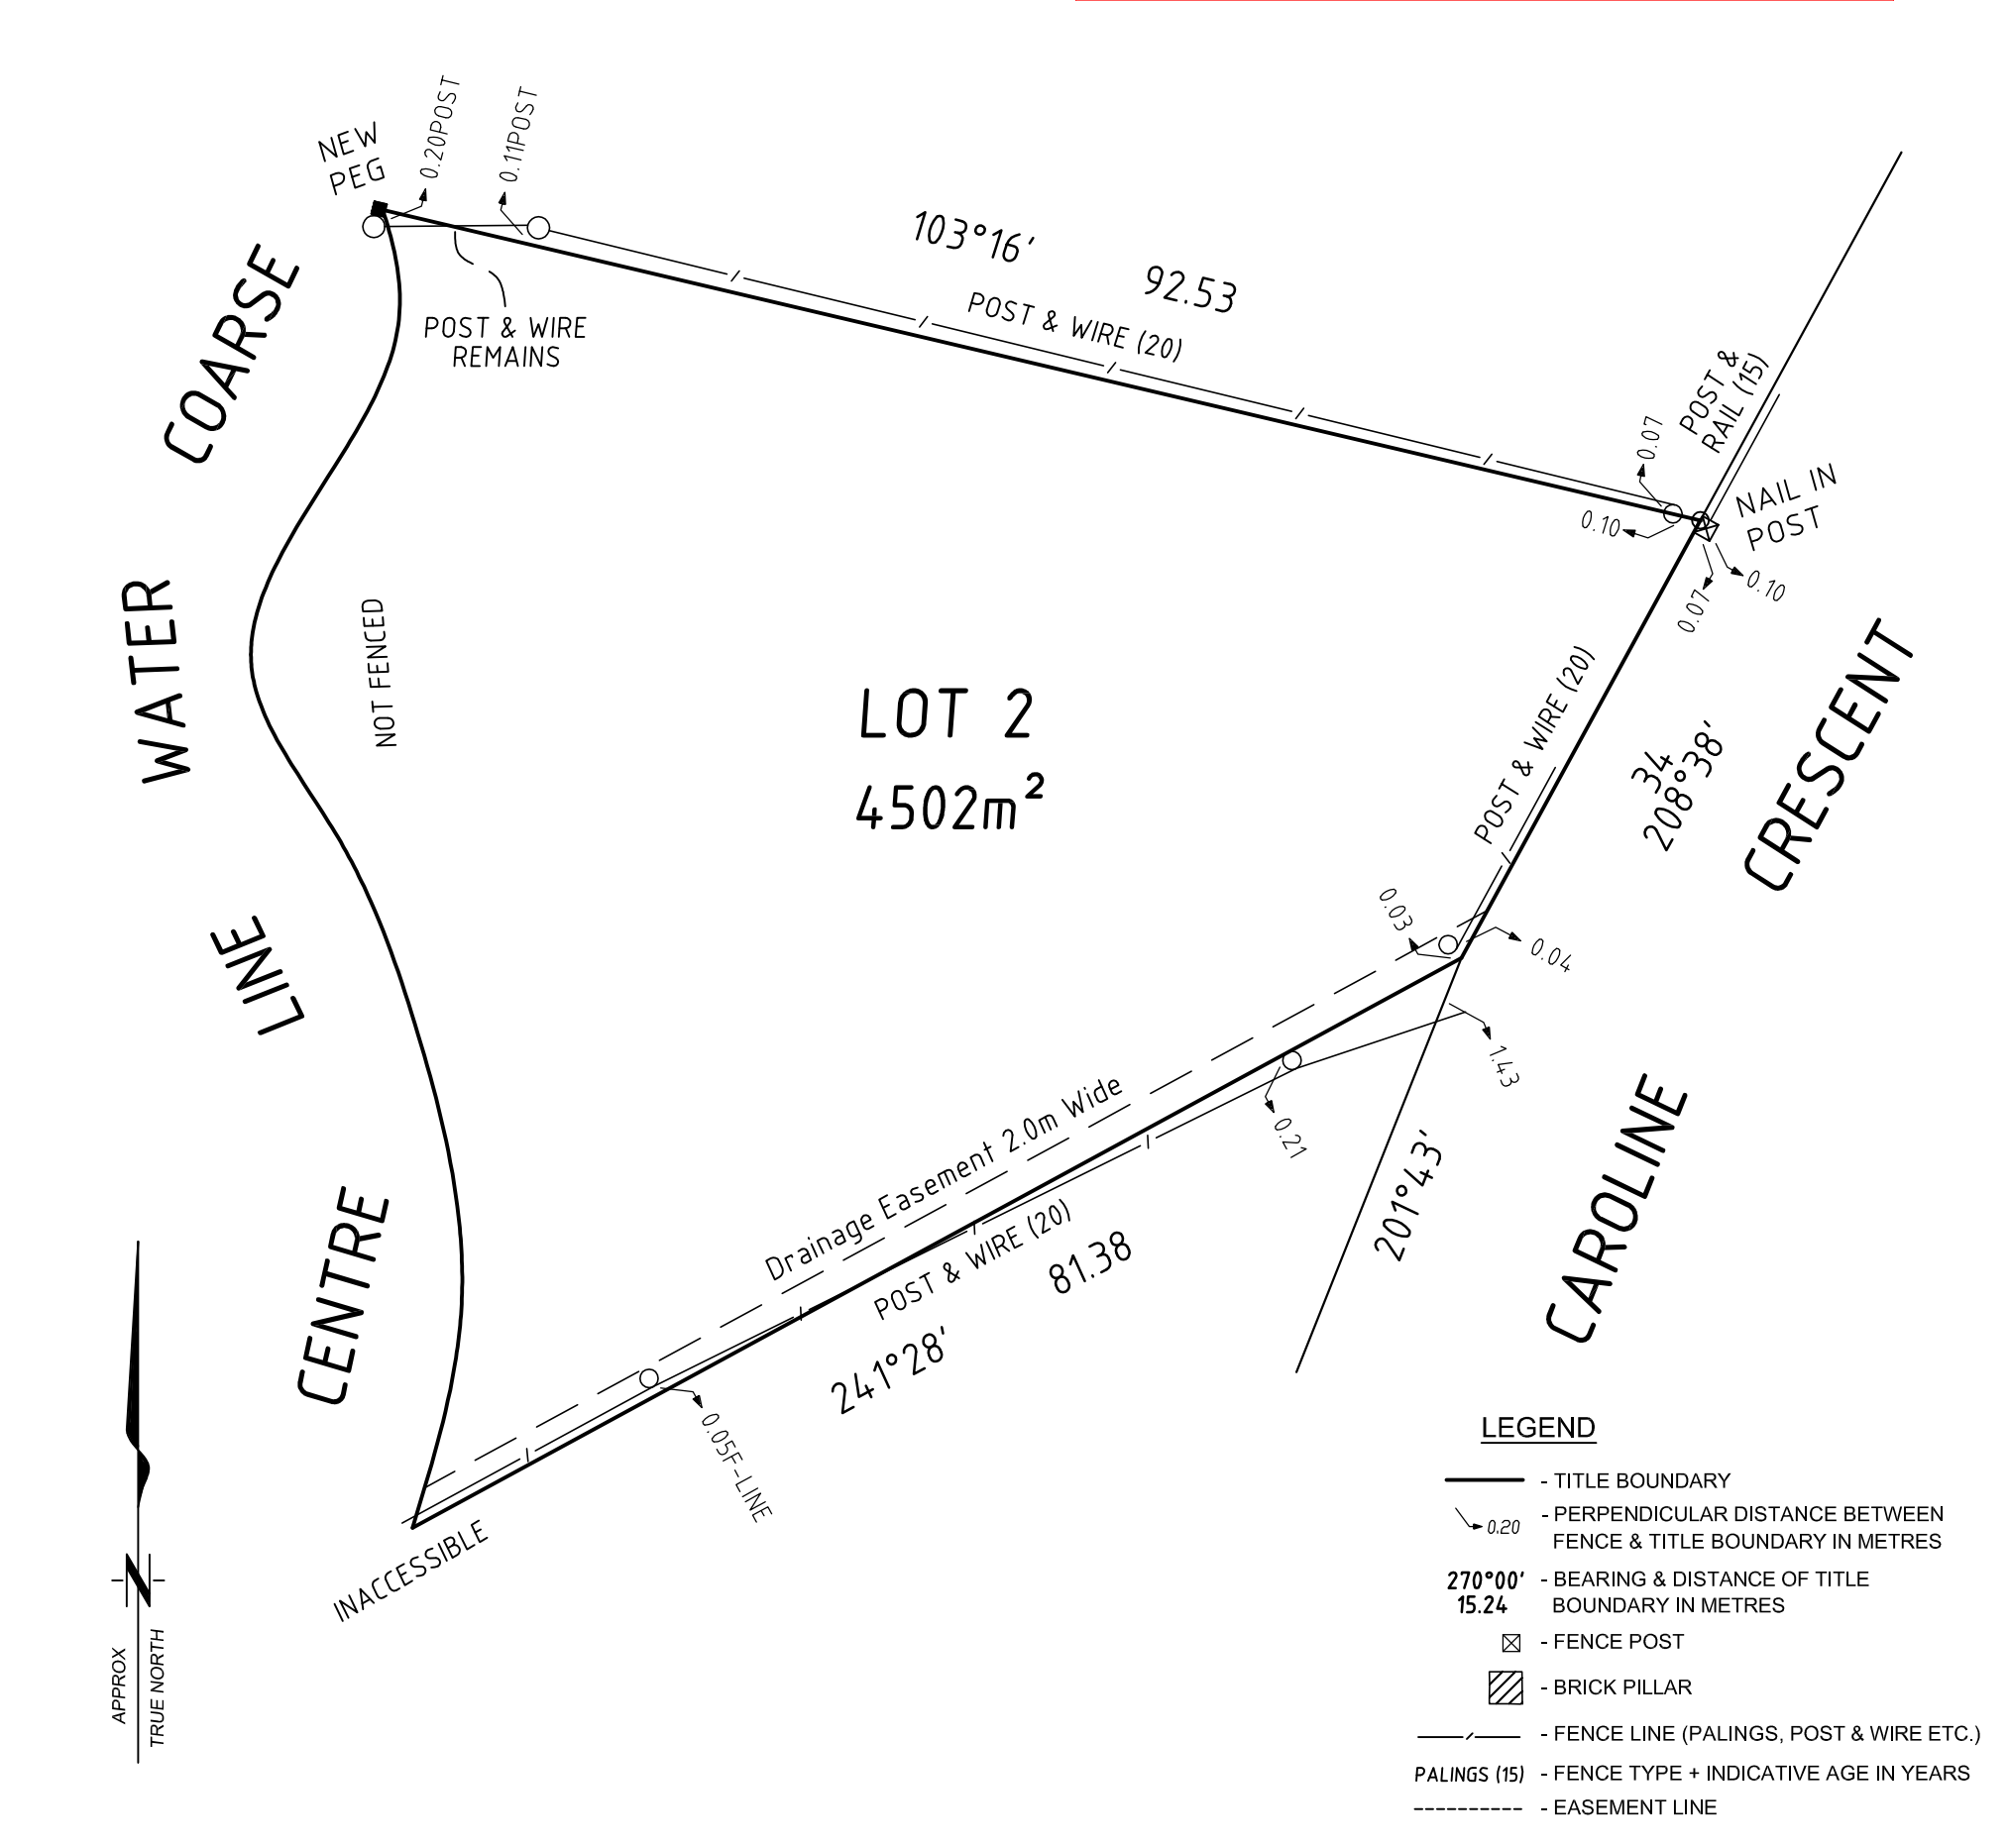 NEW
PEG
0.20POST
0.11POST
103°16'
92.53
POST & WIRE (20)
POST & WIRE
REMAINS
COARSE
WATER
LINE
CENTRE
NOT FENCED
LOT 2
4502m²
0.07
0.10
POST &
RAIL (15)
NAIL IN
POST
0.10
0.07
POST & WIRE (20)
34
208°38'
CRESCENT
CAROLINE
0.03
0.04
1.43
0.21
201°43'
Drainage Easement 2.0m Wide
POST & WIRE (20)
81.38
241°28'
0.05F-LINE
INACCESSIBLE
N
APPROX
TRUE NORTH
LEGEND
- TITLE BOUNDARY
0.20 - PERPENDICULAR DISTANCE BETWEEN
FENCE & TITLE BOUNDARY IN METRES
270°00' - BEARING & DISTANCE OF TITLE
15.24 BOUNDARY IN METRES
- FENCE POST
- BRICK PILLAR
- FENCE LINE (PALINGS, POST & WIRE ETC.)
PALINGS (15) - FENCE TYPE + INDICATIVE AGE IN YEARS
- EASEMENT LINE